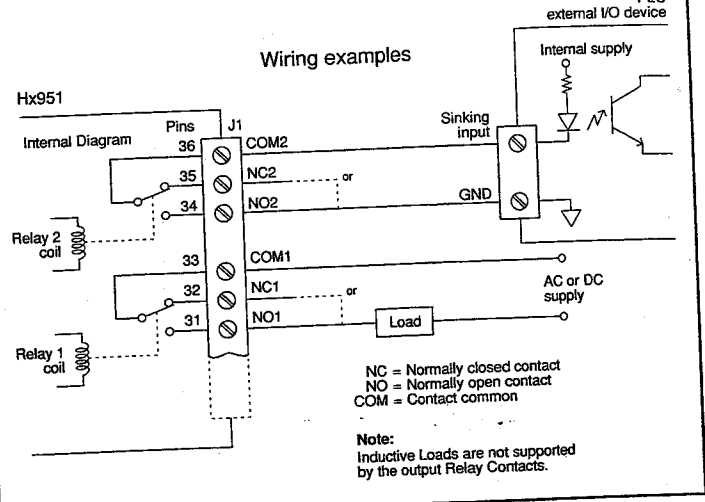 external I/O device
Wiring examples
Internal supply
Hx951
Internal Diagram
Pins
J1
Sinking
input
36
COM2
35
NC2
or
34
NO2
GND
Relay 2
coil
33
COM1
32
NC1
or
AC or DC
supply
31
NO1
Load
Relay 1
coil
NC = Normally closed contact
NO = Normally open contact
COM = Contact common
Note:
Inductive Loads are not supported
by the output Relay Contacts.